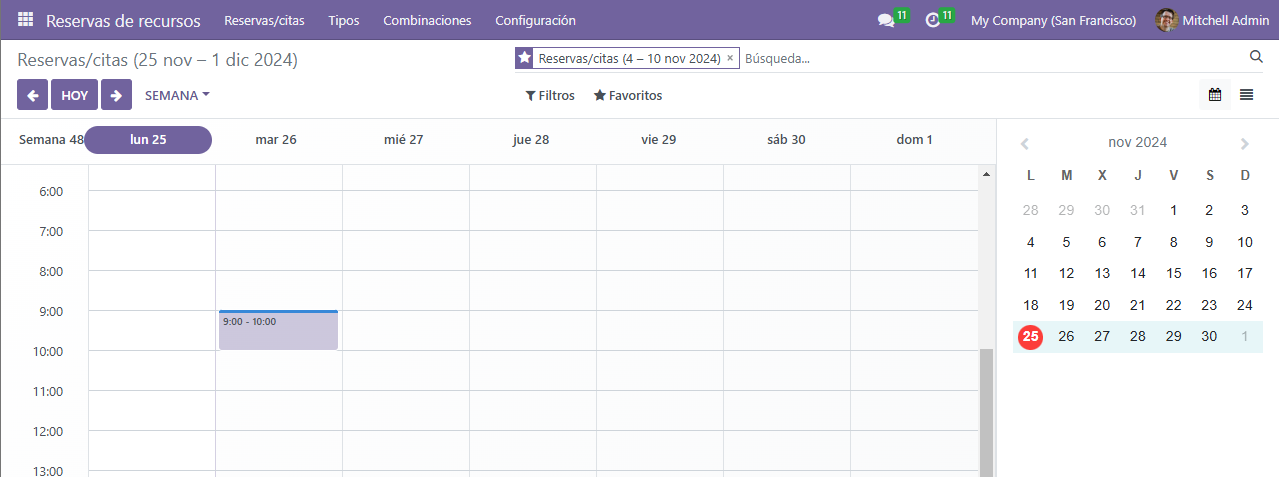 Reservas de recursos Reservas/citas Tipos Combinaciones Configuración 11 11 My Company (San Francisco) Mitchell Admin
Reservas/citas (25 nov – 1 dic 2024) Reservas/citas (4 – 10 nov 2024) × Búsqueda...
HOY SEMANA Filtros Favoritos
Semana 48 lun 25 mar 26 mié 27 jue 28 vie 29 sáb 30 dom 1
6:00
7:00
8:00
9:00
9:00 - 10:00
10:00
11:00
12:00
13:00
nov 2024
L M X J V S D
28 29 30 31 1 2 3
4 5 6 7 8 9 10
11 12 13 14 15 16 17
18 19 20 21 22 23 24
25 26 27 28 29 30 1